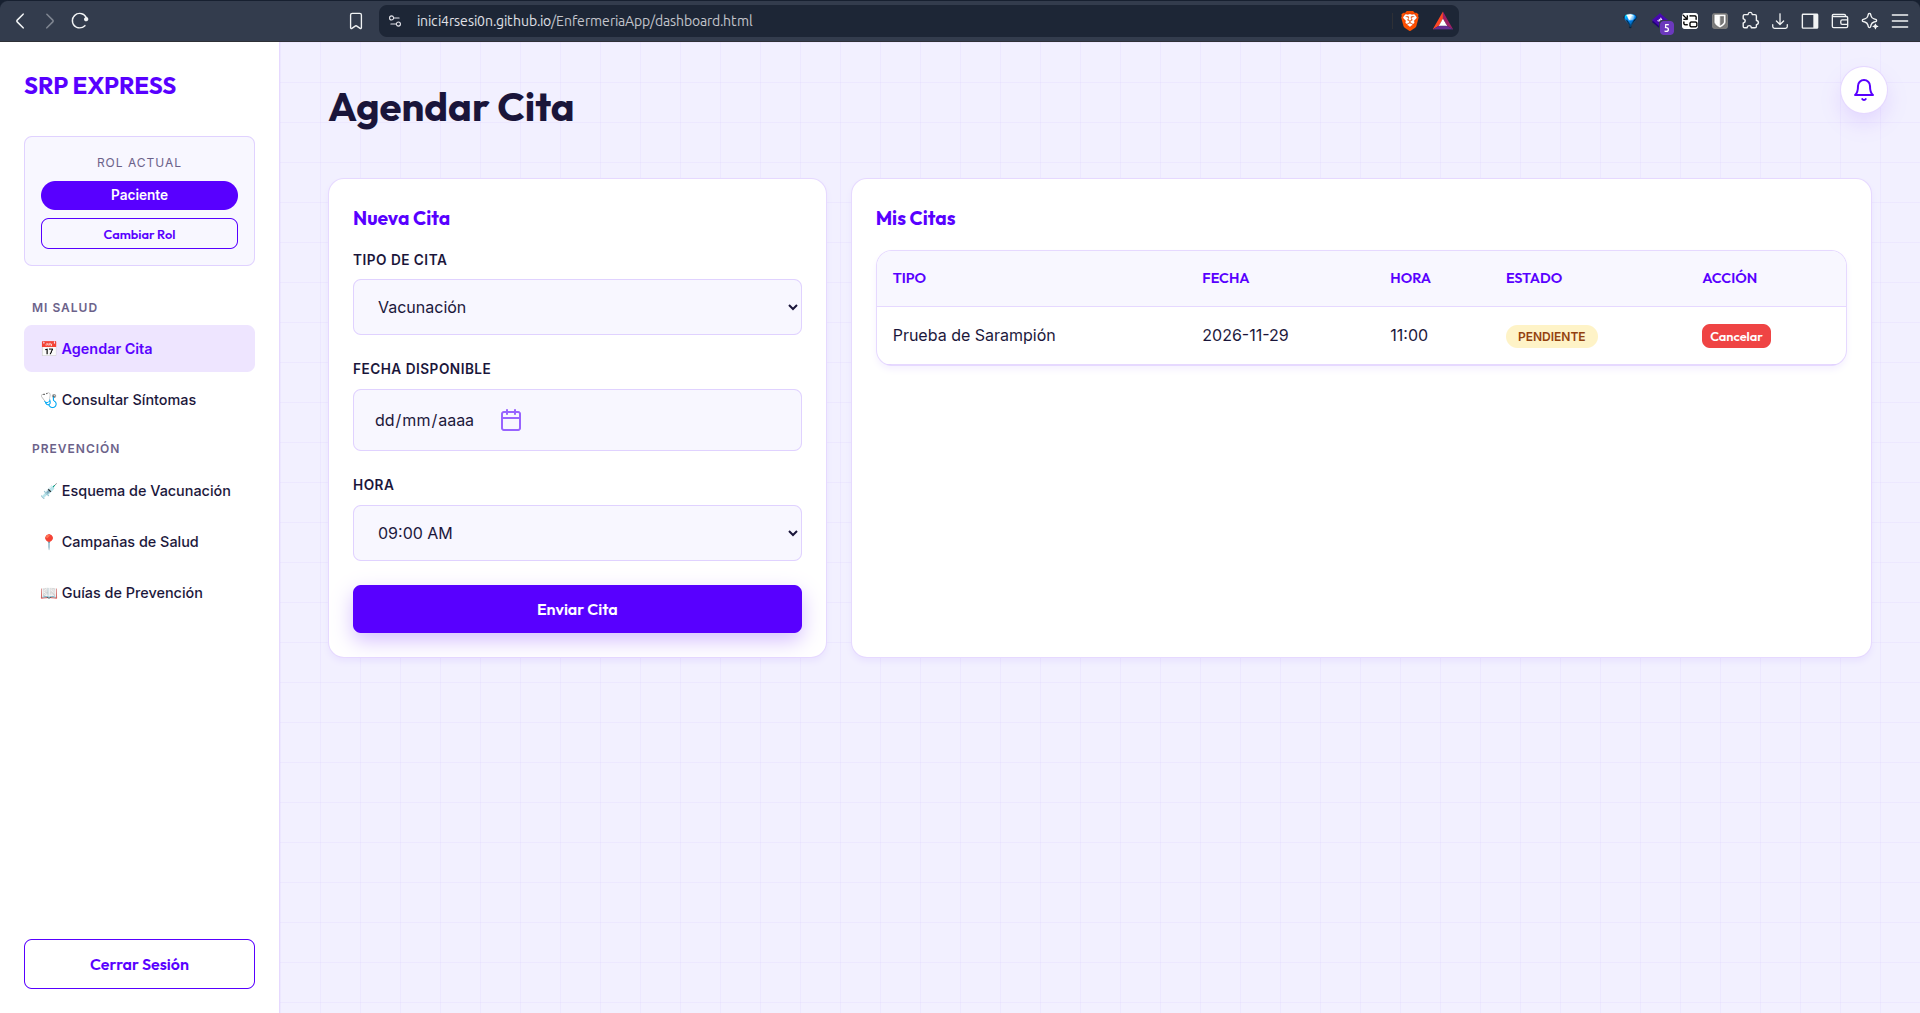 inici4rsesi0n.github.io/EnfermeriaApp/dashboard.html
5
SRP EXPRESS
ROL ACTUAL
Paciente
Cambiar Rol
MI SALUD
Agendar Cita
Consultar Síntomas
PREVENCIÓN
Esquema de Vacunación
Campañas de Salud
Guías de Prevención
Cerrar Sesión
Agendar Cita
Nueva Cita
TIPO DE CITA
Vacunación
FECHA DISPONIBLE
dd/mm/aaaa
HORA
09:00 AM
Enviar Cita
Mis Citas
TIPO FECHA HORA ESTADO ACCIÓN
Prueba de Sarampión 2026-11-29 11:00 PENDIENTE Cancelar